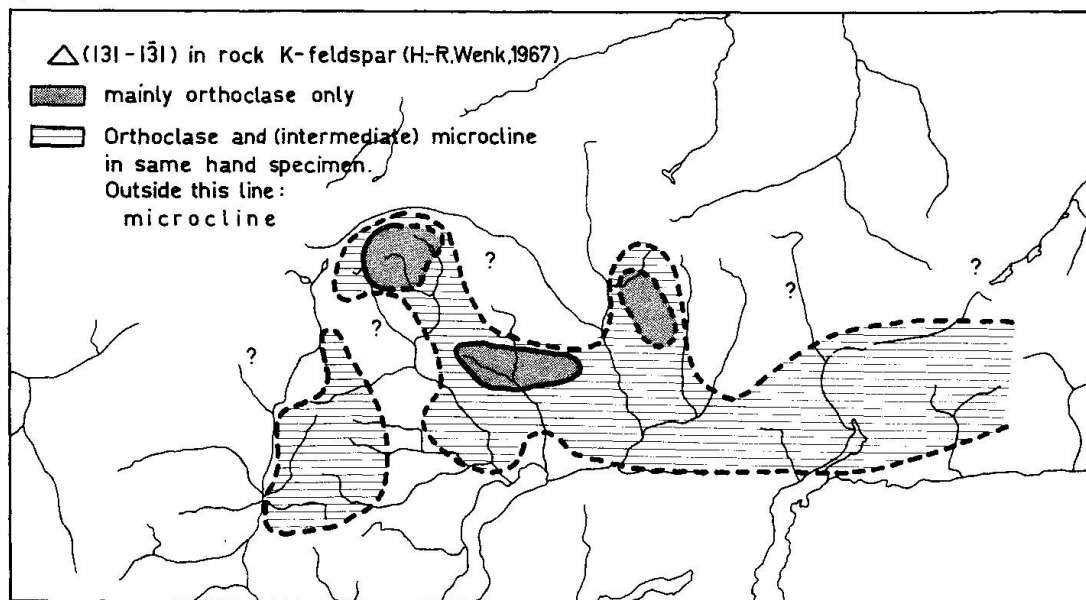 △ (131-13̄1) in rock K-feldspar (H.-R.Wenk,1967)
mainly orthoclase only
Orthoclase and (intermediate) microcline
in same hand specimen.
Outside this line:
microcline
?
?
?
?
?